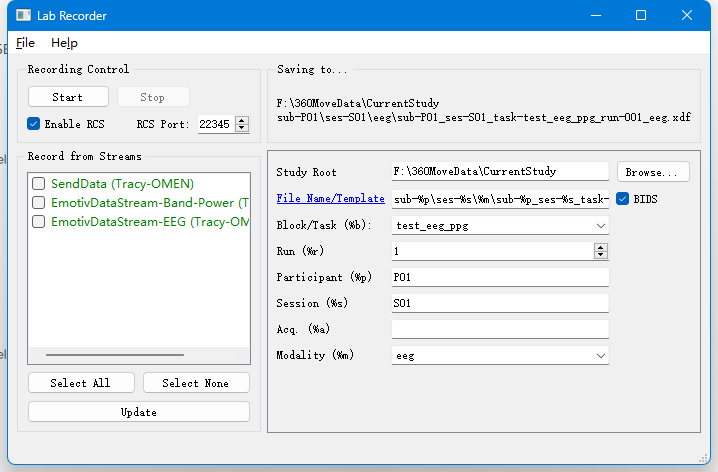 Lab Recorder
File Help
Recording Control
Start Stop
Enable RCS RCS Port: 22345
Saving to...
F:\360MoveData\CurrentStudy
sub-P01\ses-S01\eeg\sub-P01_ses-S01_task-test_eeg_ppg_run-001_eeg.xdf
Record from Streams
SendData (Tracy-OMEN)
EmotivDataStream-Band-Power (T
EmotivDataStream-EEG (Tracy-OM
Select All Select None
Update
Study Root F:\360MoveData\CurrentStudy Browse...
File Name/Template sub-%p\ses-%s\%m\sub-%p_ses-%s_task- BIDS
Block/Task (%b): test_eeg_ppg
Run (%r) 1
Participant (%p) P01
Session (%s) S01
Acq. (%a)
Modality (%m) eeg